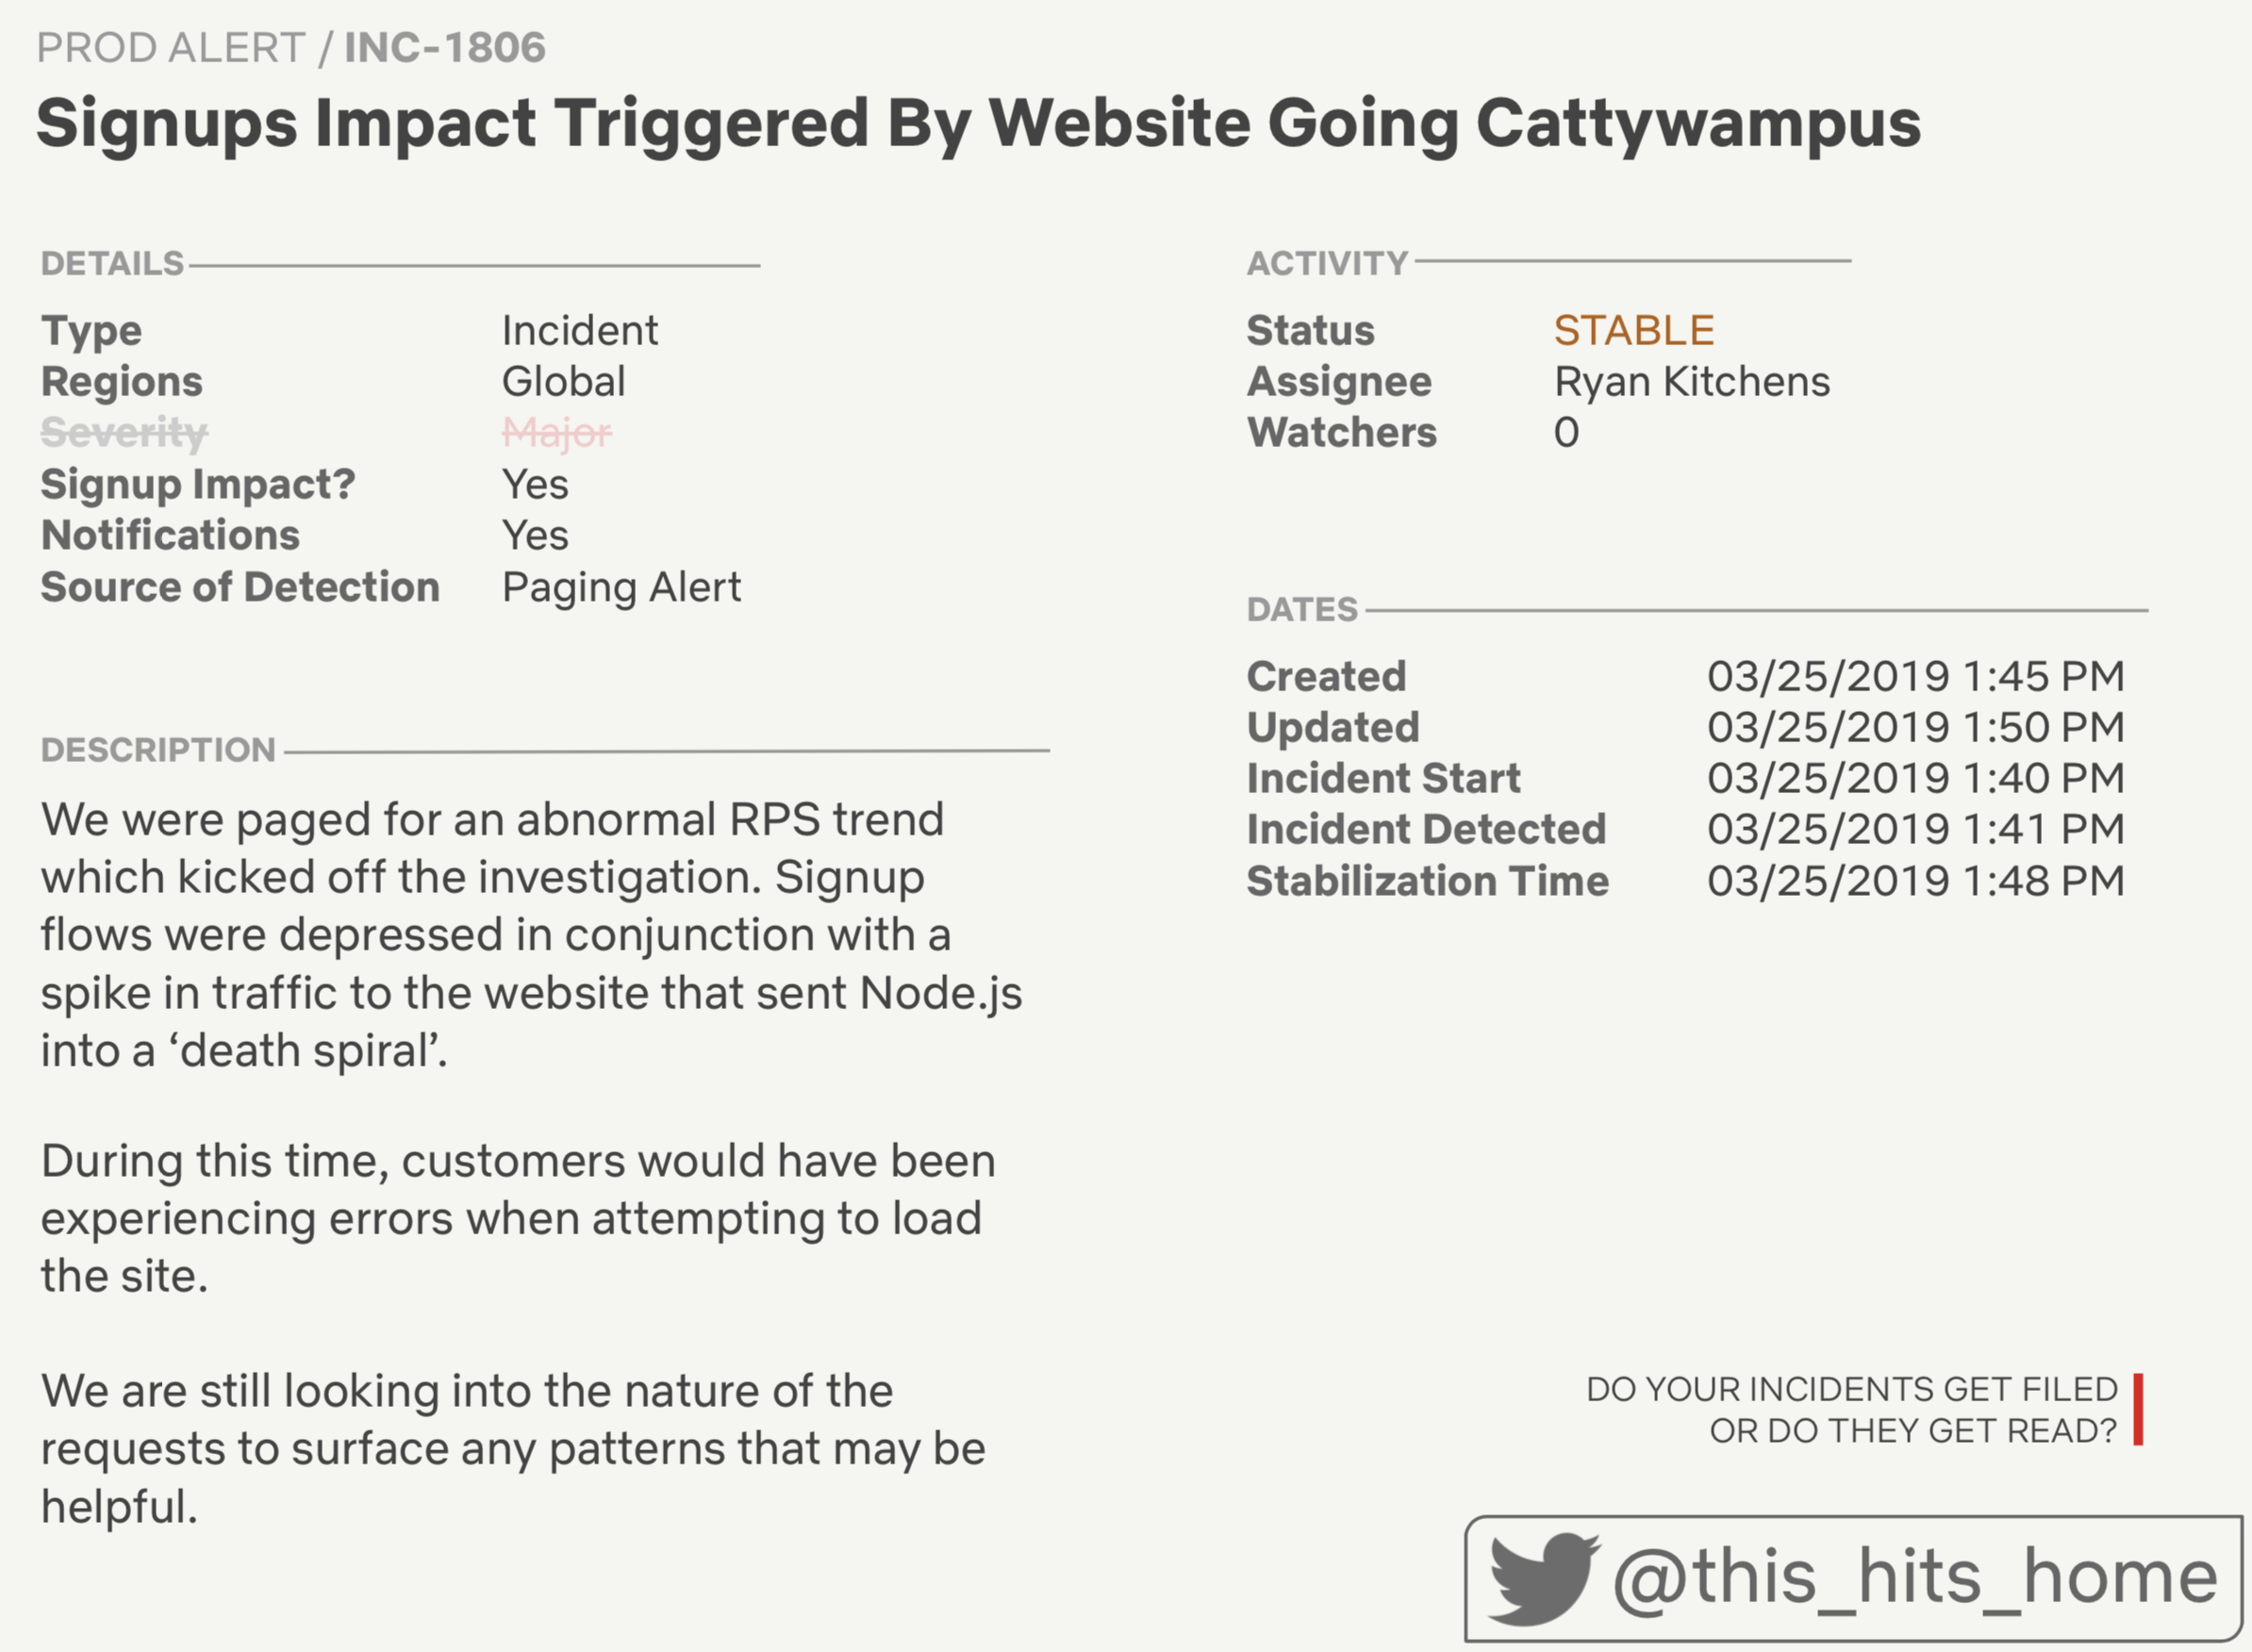 PROD ALERT / INC-1806
Signups Impact Triggered By Website Going Cattywampus
DETAILS
Type Incident
Regions Global
Severity Major
Signup Impact? Yes
Notifications Yes
Source of Detection Paging Alert
DESCRIPTION
We were paged for an abnormal RPS trend
which kicked off the investigation. Signup
flows were depressed in conjunction with a
spike in traffic to the website that sent Node.js
into a ‘death spiral’.
During this time, customers would have been
experiencing errors when attempting to load
the site.
We are still looking into the nature of the
requests to surface any patterns that may be
helpful.
ACTIVITY
Status STABLE
Assignee Ryan Kitchens
Watchers 0
DATES
Created 03/25/2019 1:45 PM
Updated 03/25/2019 1:50 PM
Incident Start 03/25/2019 1:40 PM
Incident Detected 03/25/2019 1:41 PM
Stabilization Time 03/25/2019 1:48 PM
DO YOUR INCIDENTS GET FILED
OR DO THEY GET READ?
@this_hits_home